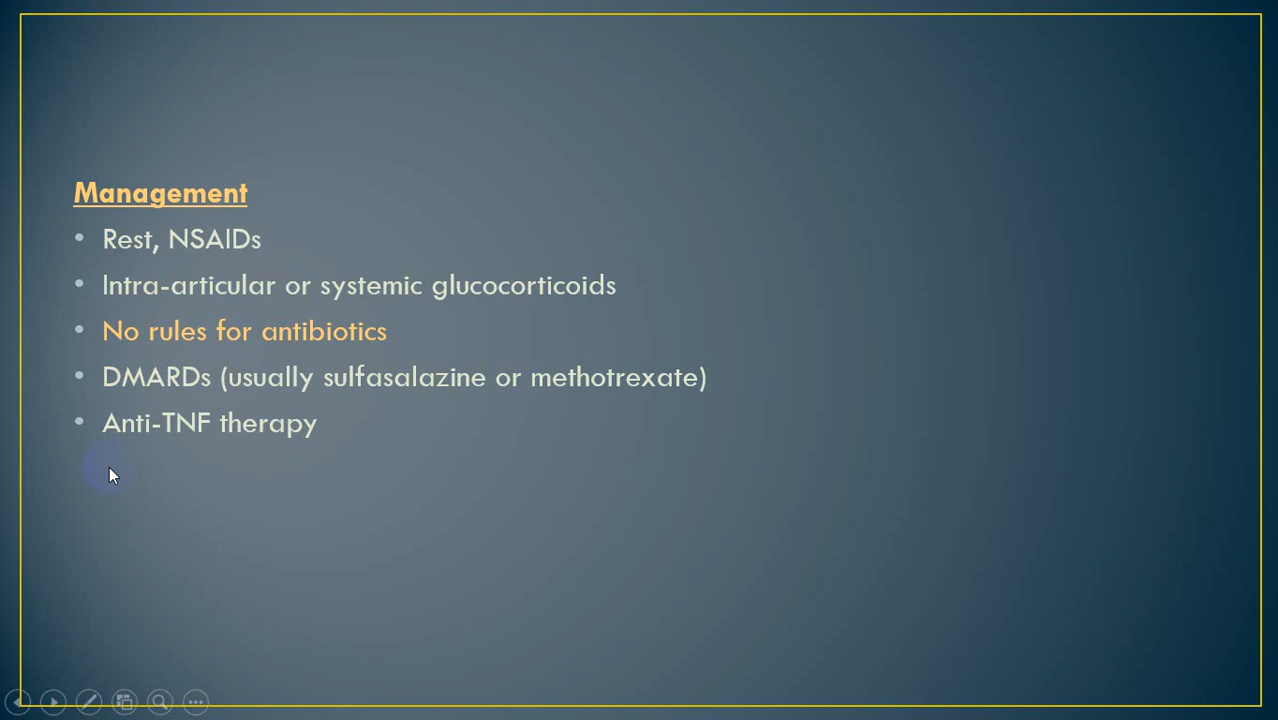 Management
• Rest, NSAIDs
• Intra-articular or systemic glucocorticoids
• No rules for antibiotics
• DMARDs (usually sulfasalazine or methotrexate)
• Anti-TNF therapy